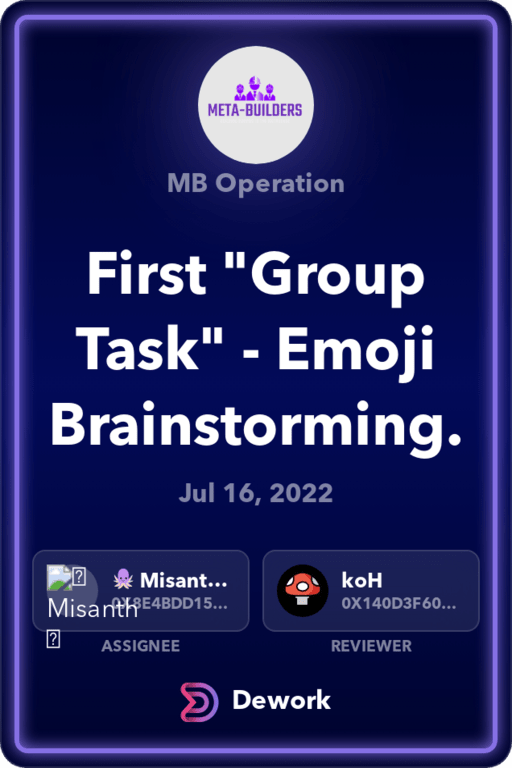 META-BUILDERS
MB Operation
First "Group
Task" - Emoji
Brainstorming.
Jul 16, 2022
🐙 Misant...
0X8E4BDD15...
Misanth
ASSIGNEE
koH
0X140D3F60...
REVIEWER
Dework